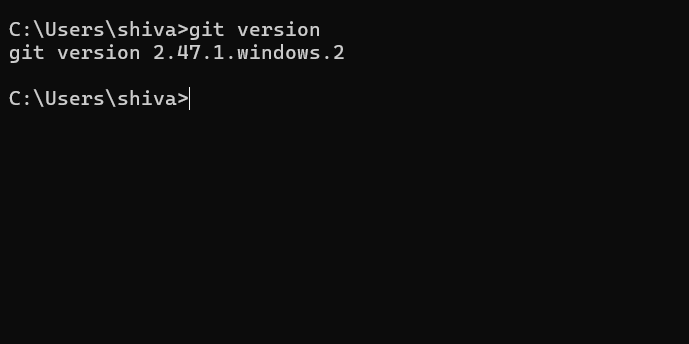 C:\Users\shiva>git version
git version 2.47.1.windows.2
C:\Users\shiva>